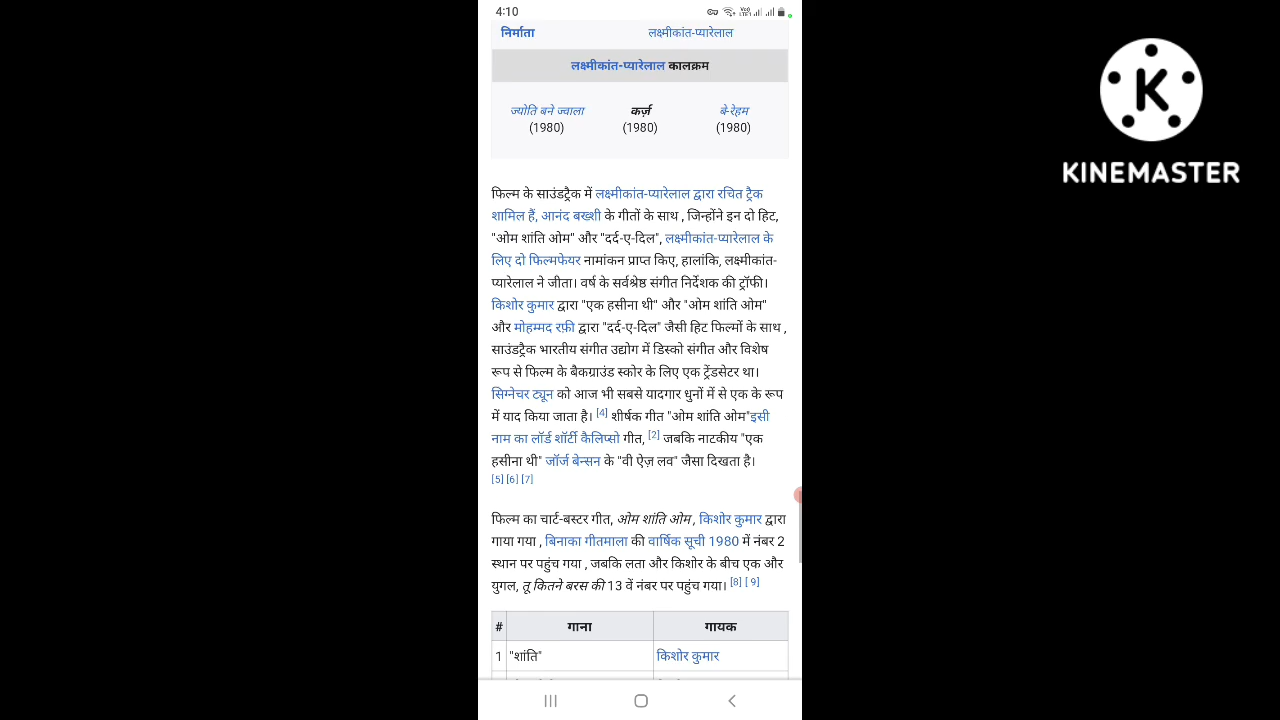 4:10
निर्माता लक्ष्मीकांत-प्यारेलाल
लक्ष्मीकांत-प्यारेलाल कालक्रम
ज्योति बने ज्वाला कर्ज़ बे-रेहम
(1980) (1980) (1980)
फिल्म के साउंडट्रैक में लक्ष्मीकांत-प्यारेलाल द्वारा रचित ट्रैक
शामिल हैं, आनंद बख्शी के गीतों के साथ , जिन्होंने इन दो हिट,
"ओम शांति ओम" और "दर्द-ए-दिल", लक्ष्मीकांत-प्यारेलाल के
लिए दो फिल्मफेयर नामांकन प्राप्त किए, हालांकि, लक्ष्मीकांत-
प्यारेलाल ने जीता। वर्ष के सर्वश्रेष्ठ संगीत निर्देशक की ट्रॉफी।
किशोर कुमार द्वारा "एक हसीना थी" और "ओम शांति ओम"
और मोहम्मद रफ़ी द्वारा "दर्द-ए-दिल" जैसी हिट फिल्मों के साथ ,
साउंडट्रैक भारतीय संगीत उद्योग में डिस्को संगीत और विशेष
रूप से फिल्म के बैकग्राउंड स्कोर के लिए एक ट्रेंडसेटर था।
सिग्नेचर ट्यून को आज भी सबसे यादगार धुनों में से एक के रूप
में याद किया जाता है। [4] शीर्षक गीत "ओम शांति ओम"इसी
नाम का लॉर्ड शॉर्टी कैलिप्सो गीत, [2] जबकि नाटकीय "एक
हसीना थी" जॉर्ज बेन्सन के "वी ऐज़ लव" जैसा दिखता है।
[5] [6] [7]
फिल्म का चार्ट-बस्टर गीत, ओम शांति ओम , किशोर कुमार द्वारा
गाया गया , बिनाका गीतमाला की वार्षिक सूची 1980 में नंबर 2
स्थान पर पहुंच गया , जबकि लता और किशोर के बीच एक और
युगल, तू कितने बरस की 13 वें नंबर पर पहुंच गया। [8] [ 9]
# गाना गायक
1 "शांति" किशोर कुमार
K
KINEMASTER